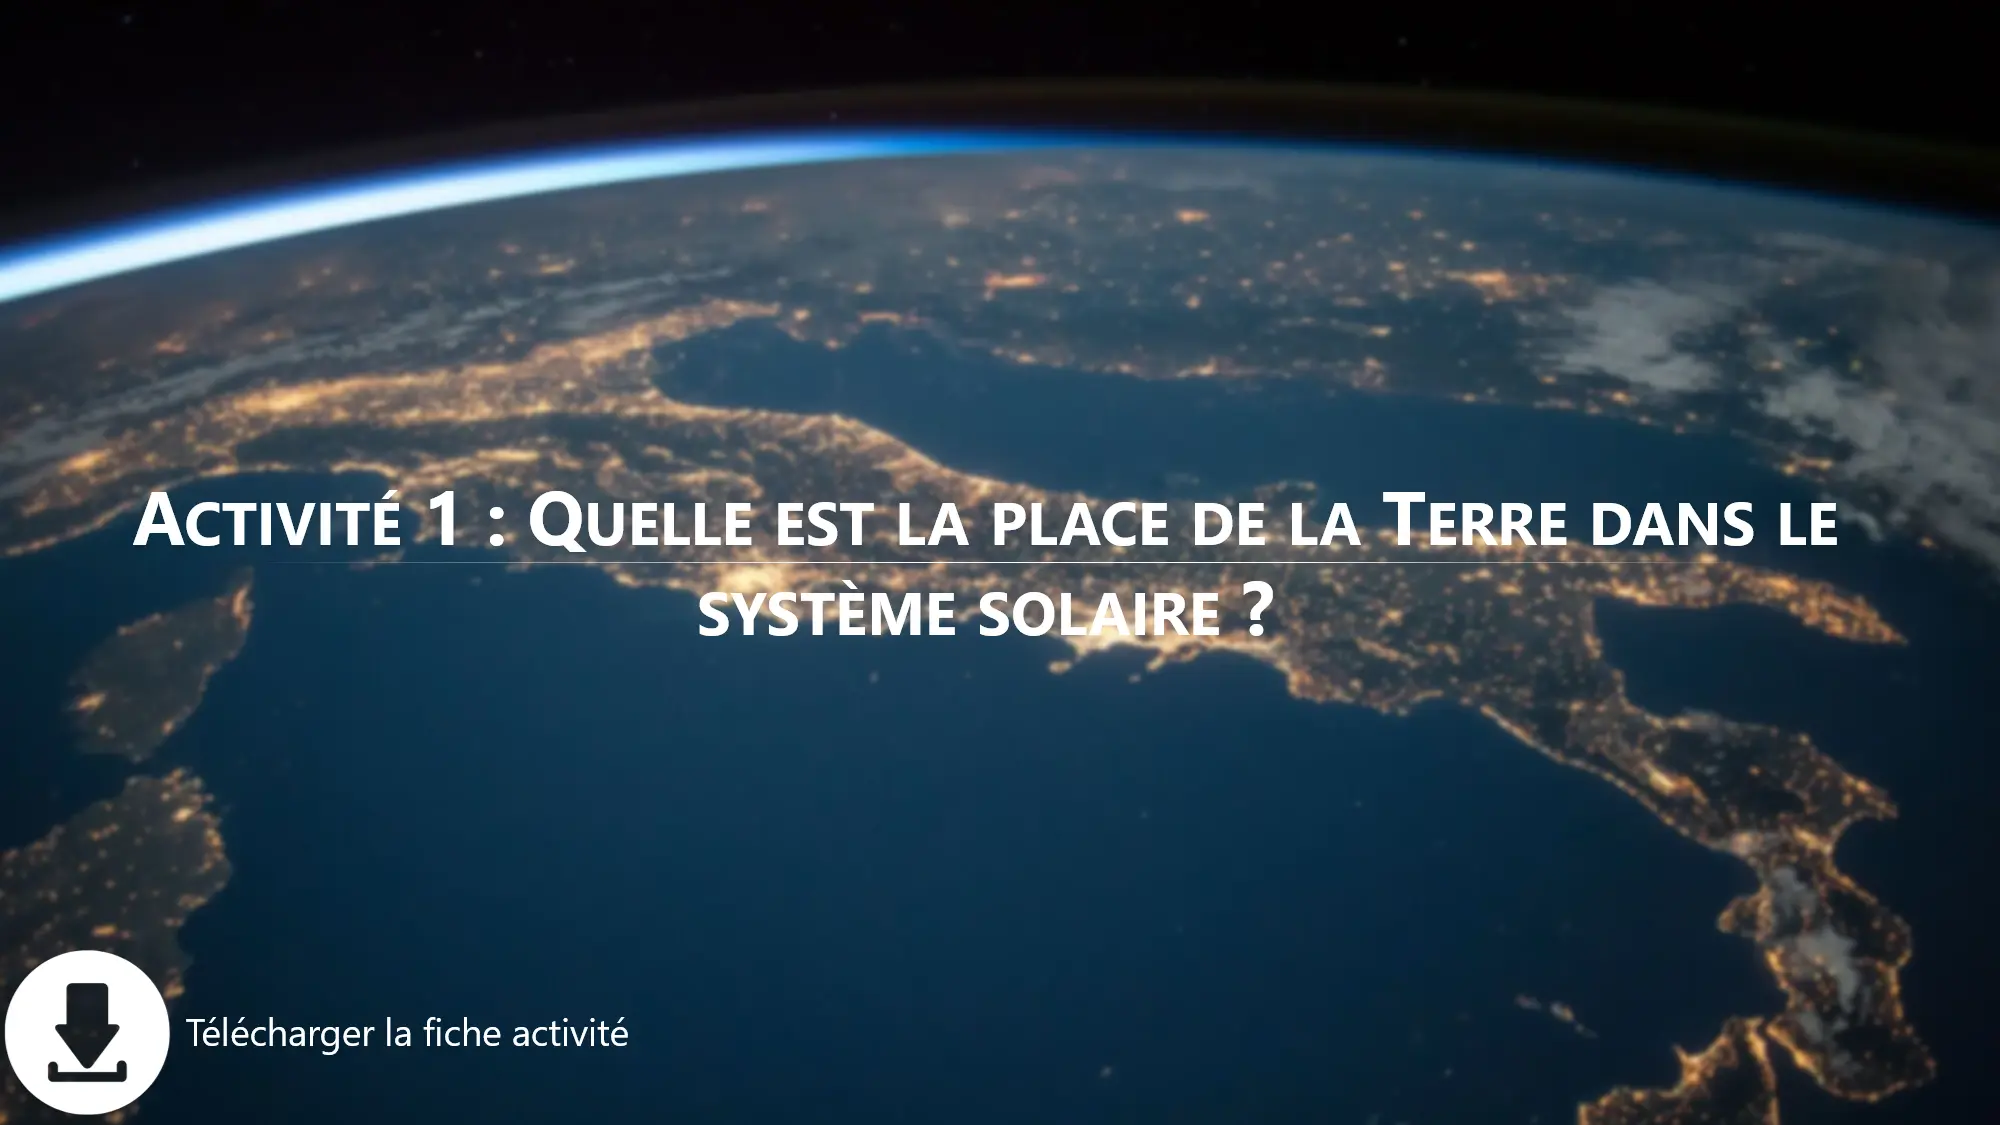 Activité 1 : Quelle est la place de la Terre dans le
système solaire ?
Télécharger la fiche activité